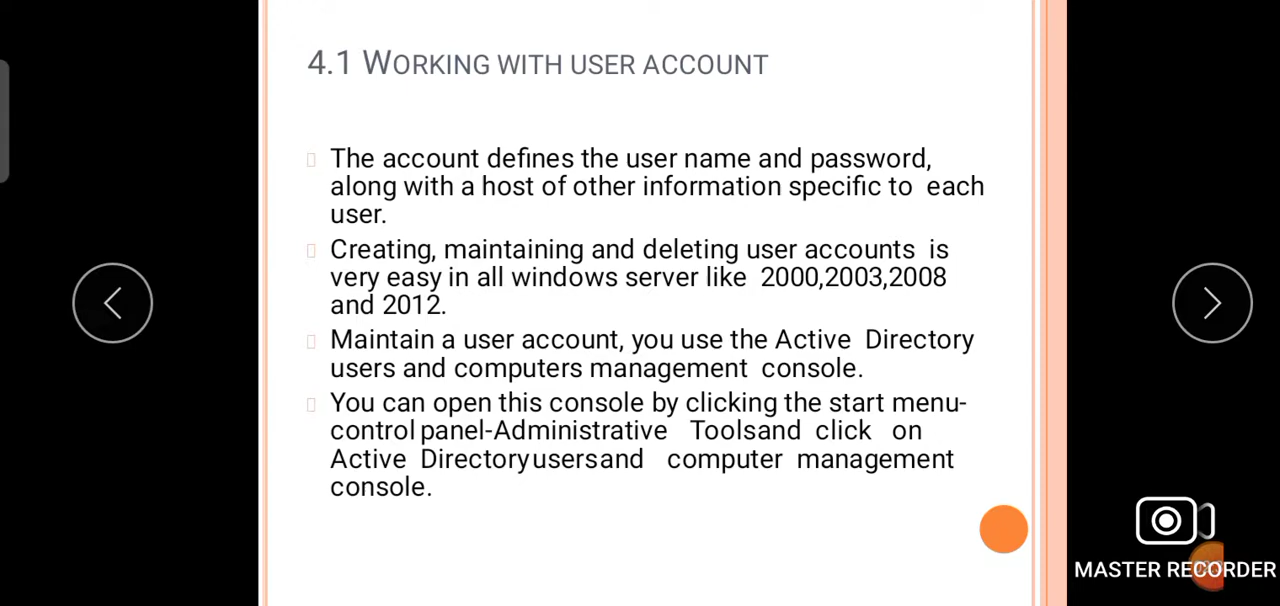 4.1 WORKING WITH USER ACCOUNT
The account defines the user name and password,
along with a host of other information specific to each
user.
Creating, maintaining and deleting user accounts is
very easy in all windows server like 2000,2003,2008
and 2012.
Maintain a user account, you use the Active Directory
users and computers management console.
You can open this console by clicking the start menu-
control panel-Administrative Toolsand click on
Active Directoryusersand computer management
console.
MASTER RECORDER